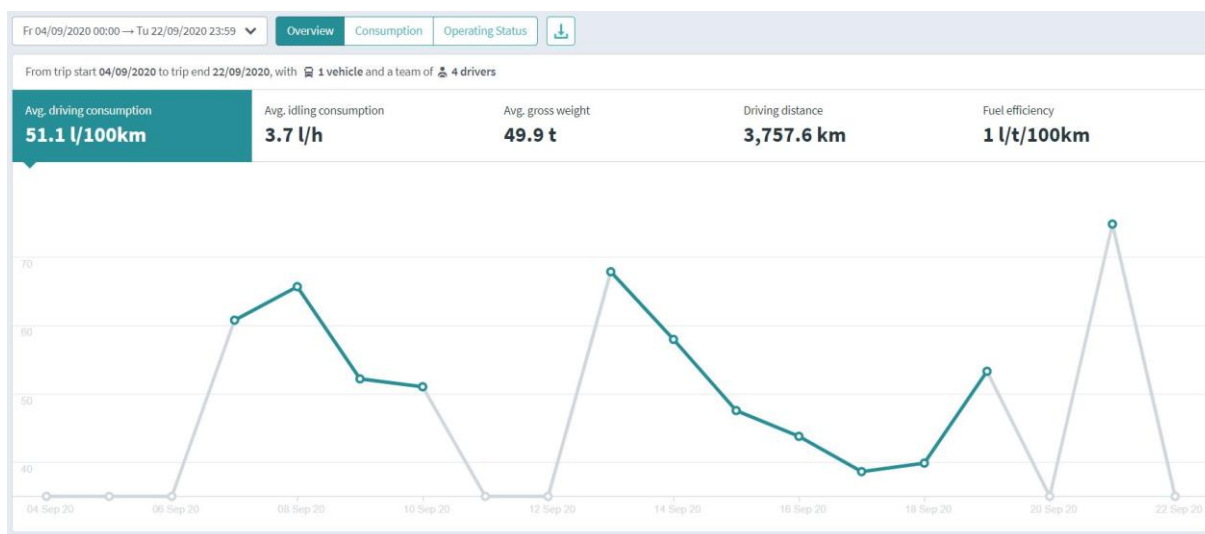 Fr 04/09/2020 00:00 → Tu 22/09/2020 23:59 Overview Consumption Operating Status
From trip start 04/09/2020 to trip end 22/09/2020, with 1 vehicle and a team of 4 drivers
Avg. driving consumption
51.1 l/100km
Avg. idling consumption
3.7 l/h
Avg. gross weight
49.9 t
Driving distance
3,757.6 km
Fuel efficiency
1 l/t/100km
70
60
50
40
04 Sep 20 06 Sep 20 08 Sep 20 10 Sep 20 12 Sep 20 14 Sep 20 16 Sep 20 18 Sep 20 20 Sep 20 22 Sep 20